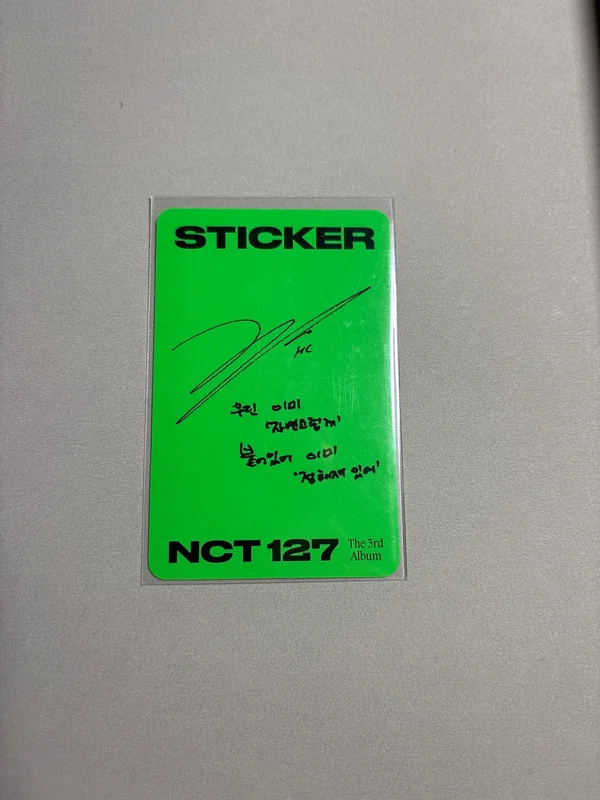 STICKER
HC
우린 이미
'자연스럽게'
붙어있어 이미
'정해져 있어'
NCT 127
The 3rd
Album